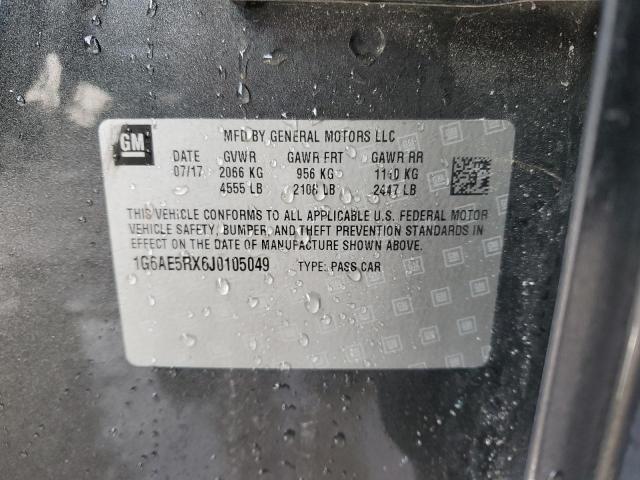 GM
MFD BY GENERAL MOTORS LLC
DATE GVWR GAWR FRT GAWR RR
07/17 2066 KG 956 KG 1110 KG
4555 LB 2108 LB 2447 LB
THIS VEHICLE CONFORMS TO ALL APPLICABLE U.S. FEDERAL MOTOR
VEHICLE SAFETY, BUMPER, AND THEFT PREVENTION STANDARDS IN
EFFECT ON THE DATE OF MANUFACTURE SHOWN ABOVE.
1G6AE5RX6J0105049 TYPE: PASS CAR